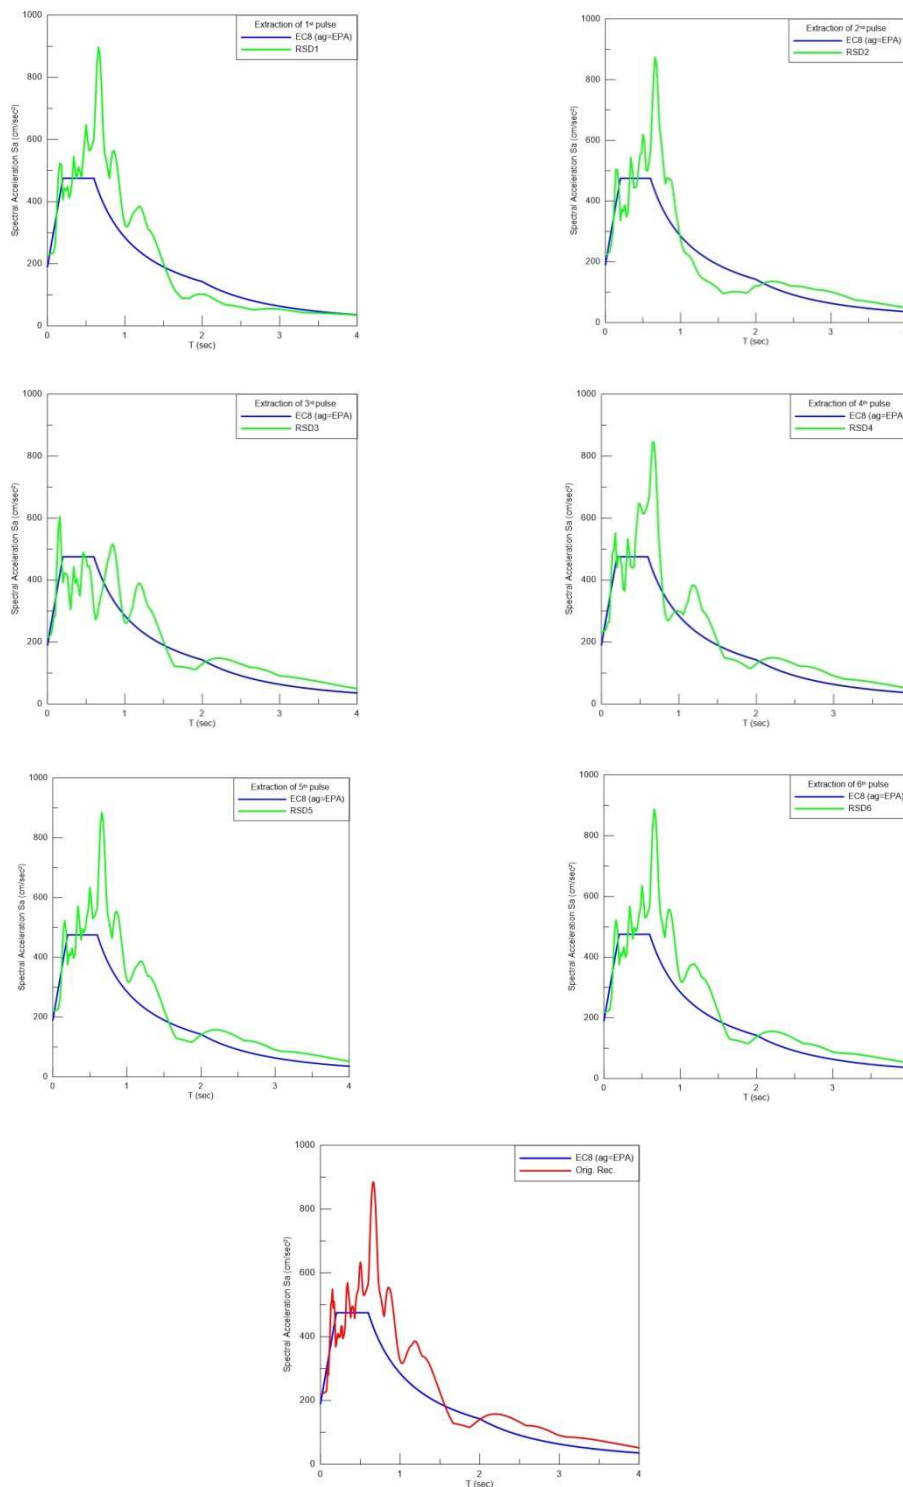 Extraction of 1st pulse
EC8 (ag=EPA)
RSD1
1000
800
600
400
200
0
Spectral Acceleration Sa (cm/sec²)
0 1 2 3 4
T (sec)
Extraction of 2nd pulse
EC8 (ag=EPA)
RSD2
1000
800
600
400
200
0
Spectral Acceleration Sa (cm/sec²)
0 1 2 3
T (sec)
Extraction of 3rd pulse
EC8 (ag=EPA)
RSD3
1000
800
600
400
200
0
Spectral Acceleration Sa (cm/sec²)
0 1 2 3 4
T (sec)
Extraction of 4th pulse
EC8 (ag=EPA
RSD4
1000
800
600
400
200
0
Spectral Acceleration Sa (cm/sec²)
0 1 2 3
T (sec)
Extraction of 5th pulse
EC8 (ag=EPA)
RSD5
1000
800
600
400
200
0
Spectral Acceleration Sa (cm/sec²)
0 1 2 3 4
T (sec)
Extraction of 6th pulse
EC8 (ag=EPA)
RSD6
1000
800
600
400
200
0
Spectral Acceleration Sa (cm/sec²)
0 1 2 3
T (sec)
EC8 (ag=EPA)
Orig. Rec.
1000
800
600
400
200
0
Spectral Acceleration Sa (cm/sec²)
0 1 2 3 4
T (sec)